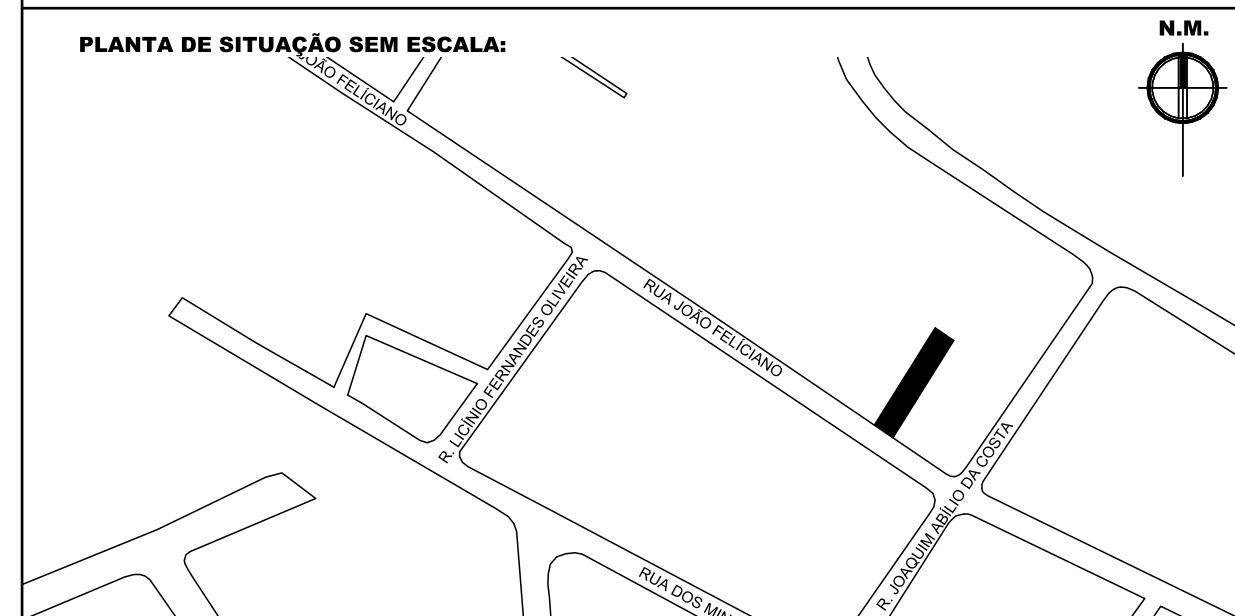 PLANTA DE SITUAÇÃO SEM ESCALA:
N.M.
JOÃO FELÍCIANO
R. LICÍNIO FERNANDES OLIVEIRA
RUA JOÃO FELÍCIANO
R. JOAQUIM ABÍLIO DA COSTA
RUA DOS